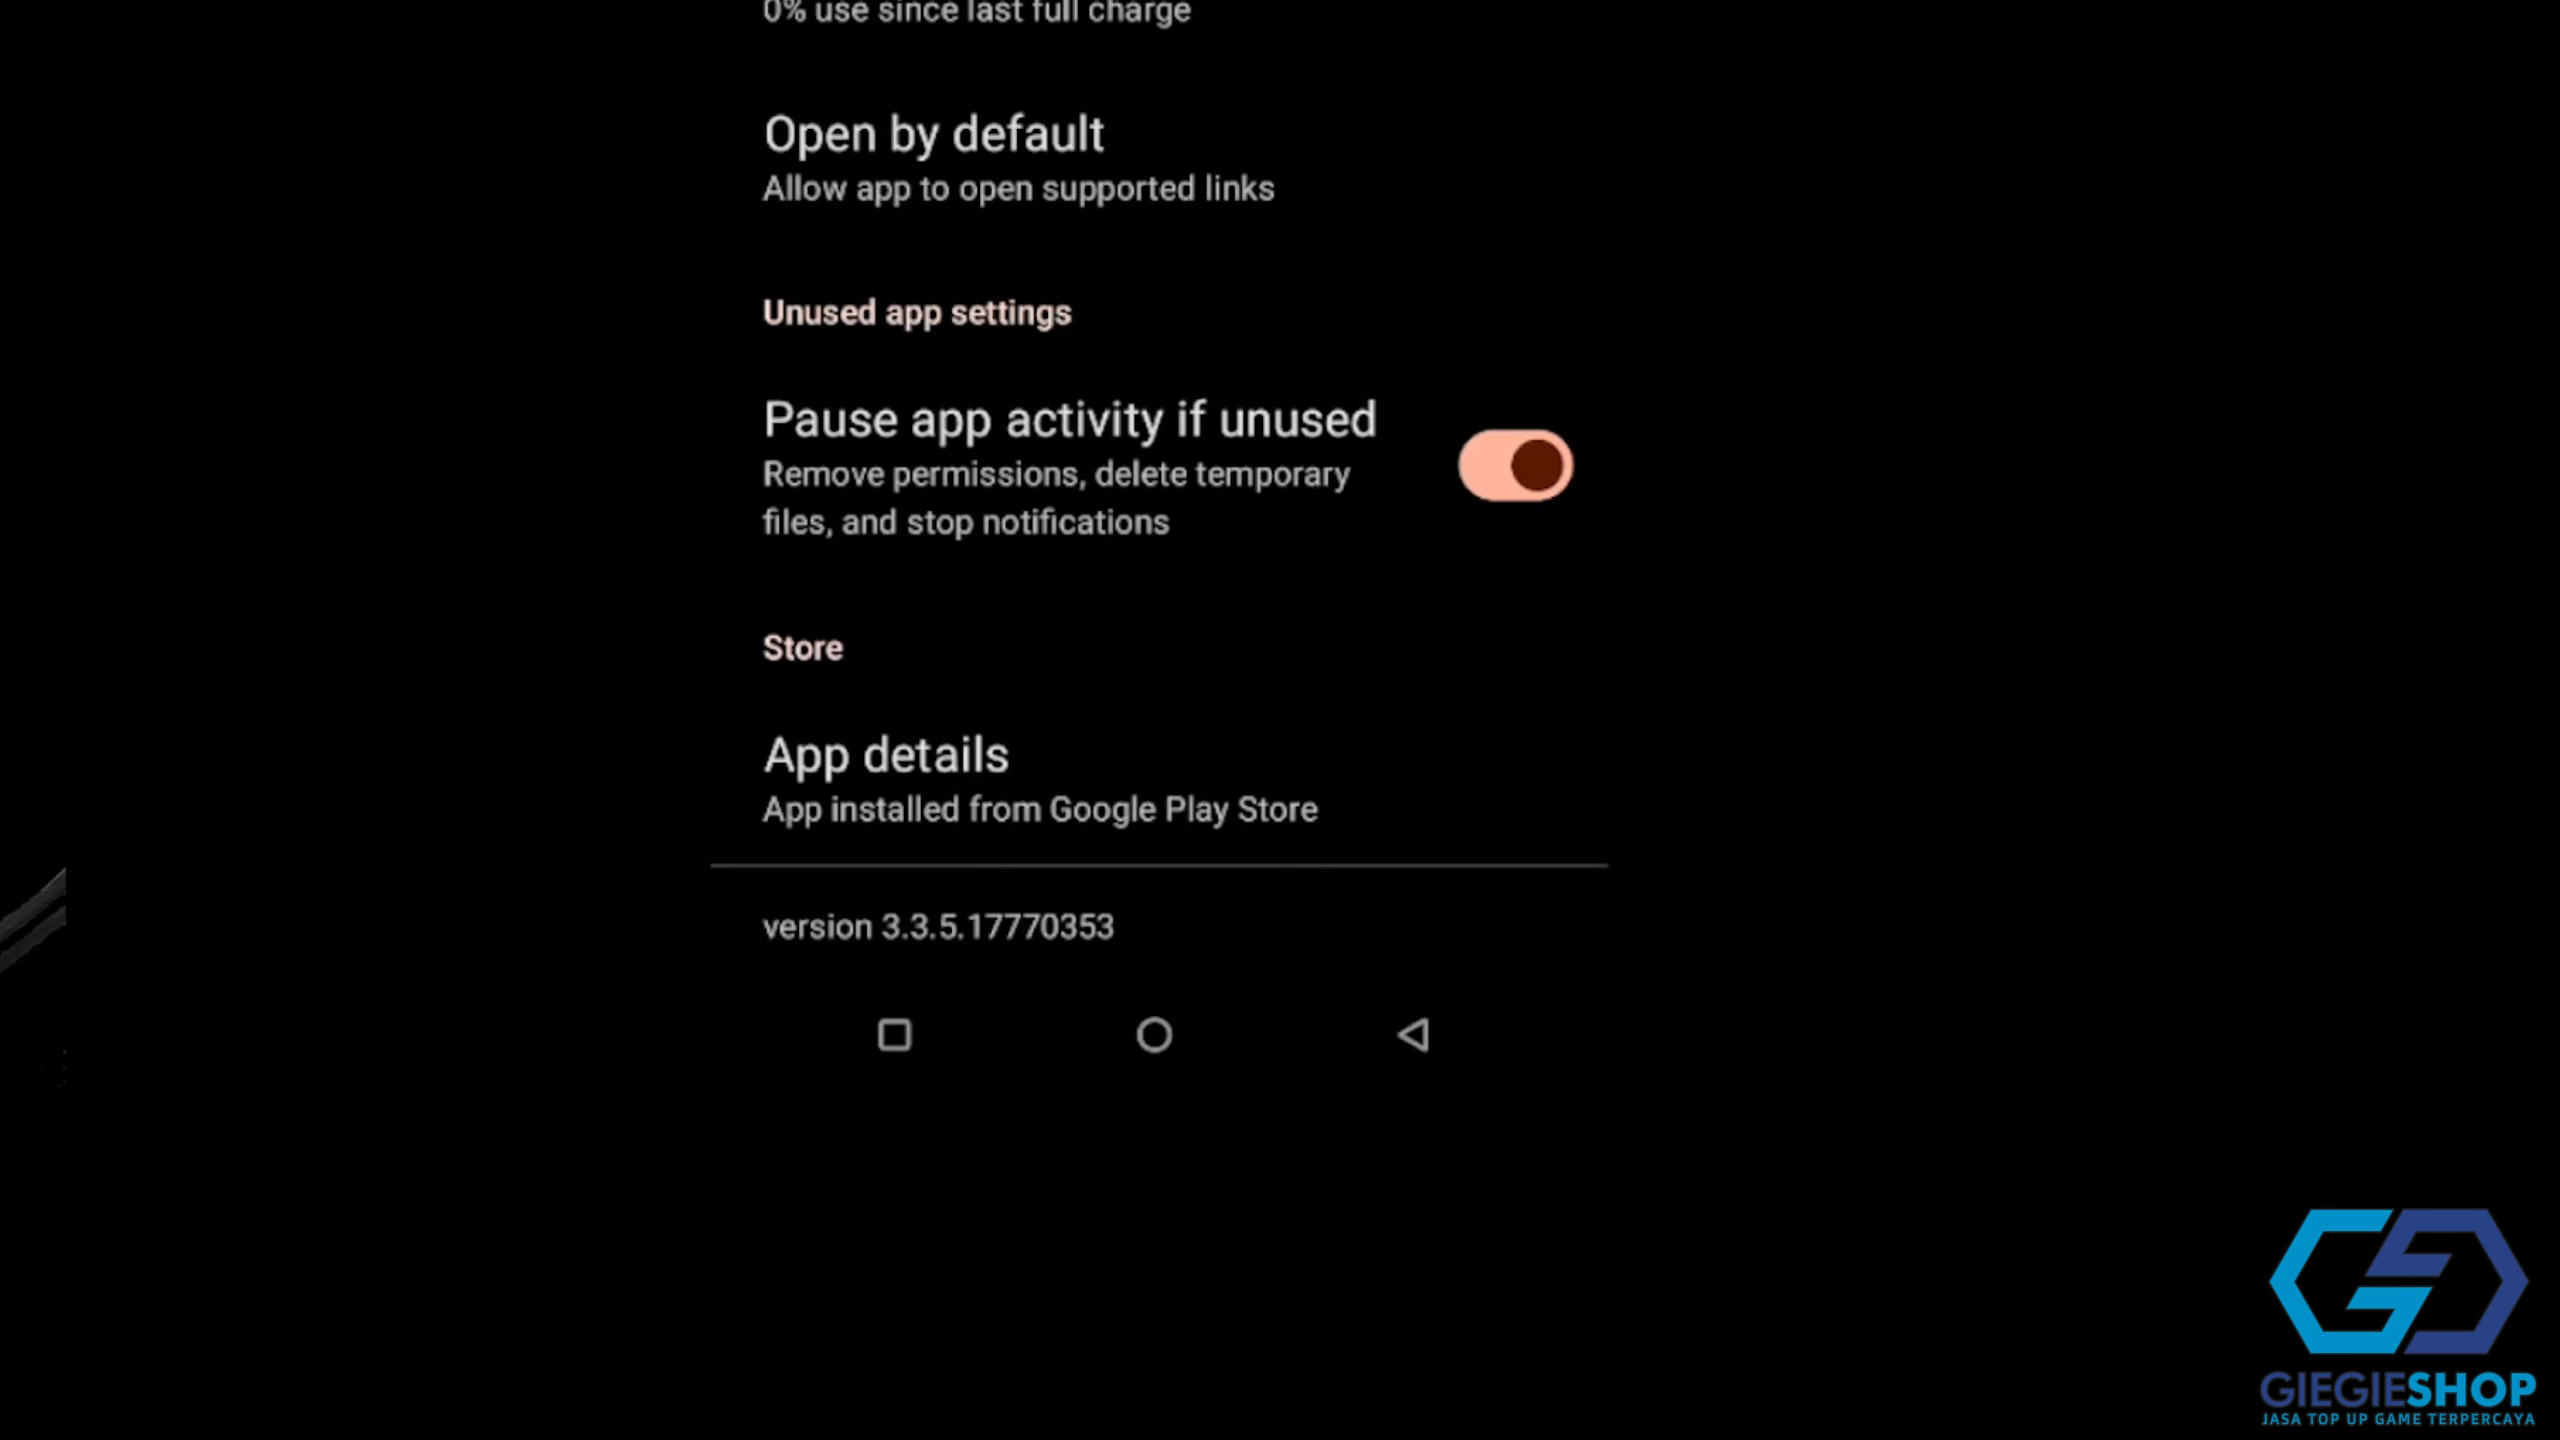 0% use since last full charge
Open by default
Allow app to open supported links
Unused app settings
Pause app activity if unused
Remove permissions, delete temporary
files, and stop notifications
Store
App details
App installed from Google Play Store
version 3.3.5.17770353
GIEGIESHOP
JASA TOP UP GAME TERPERCAYA